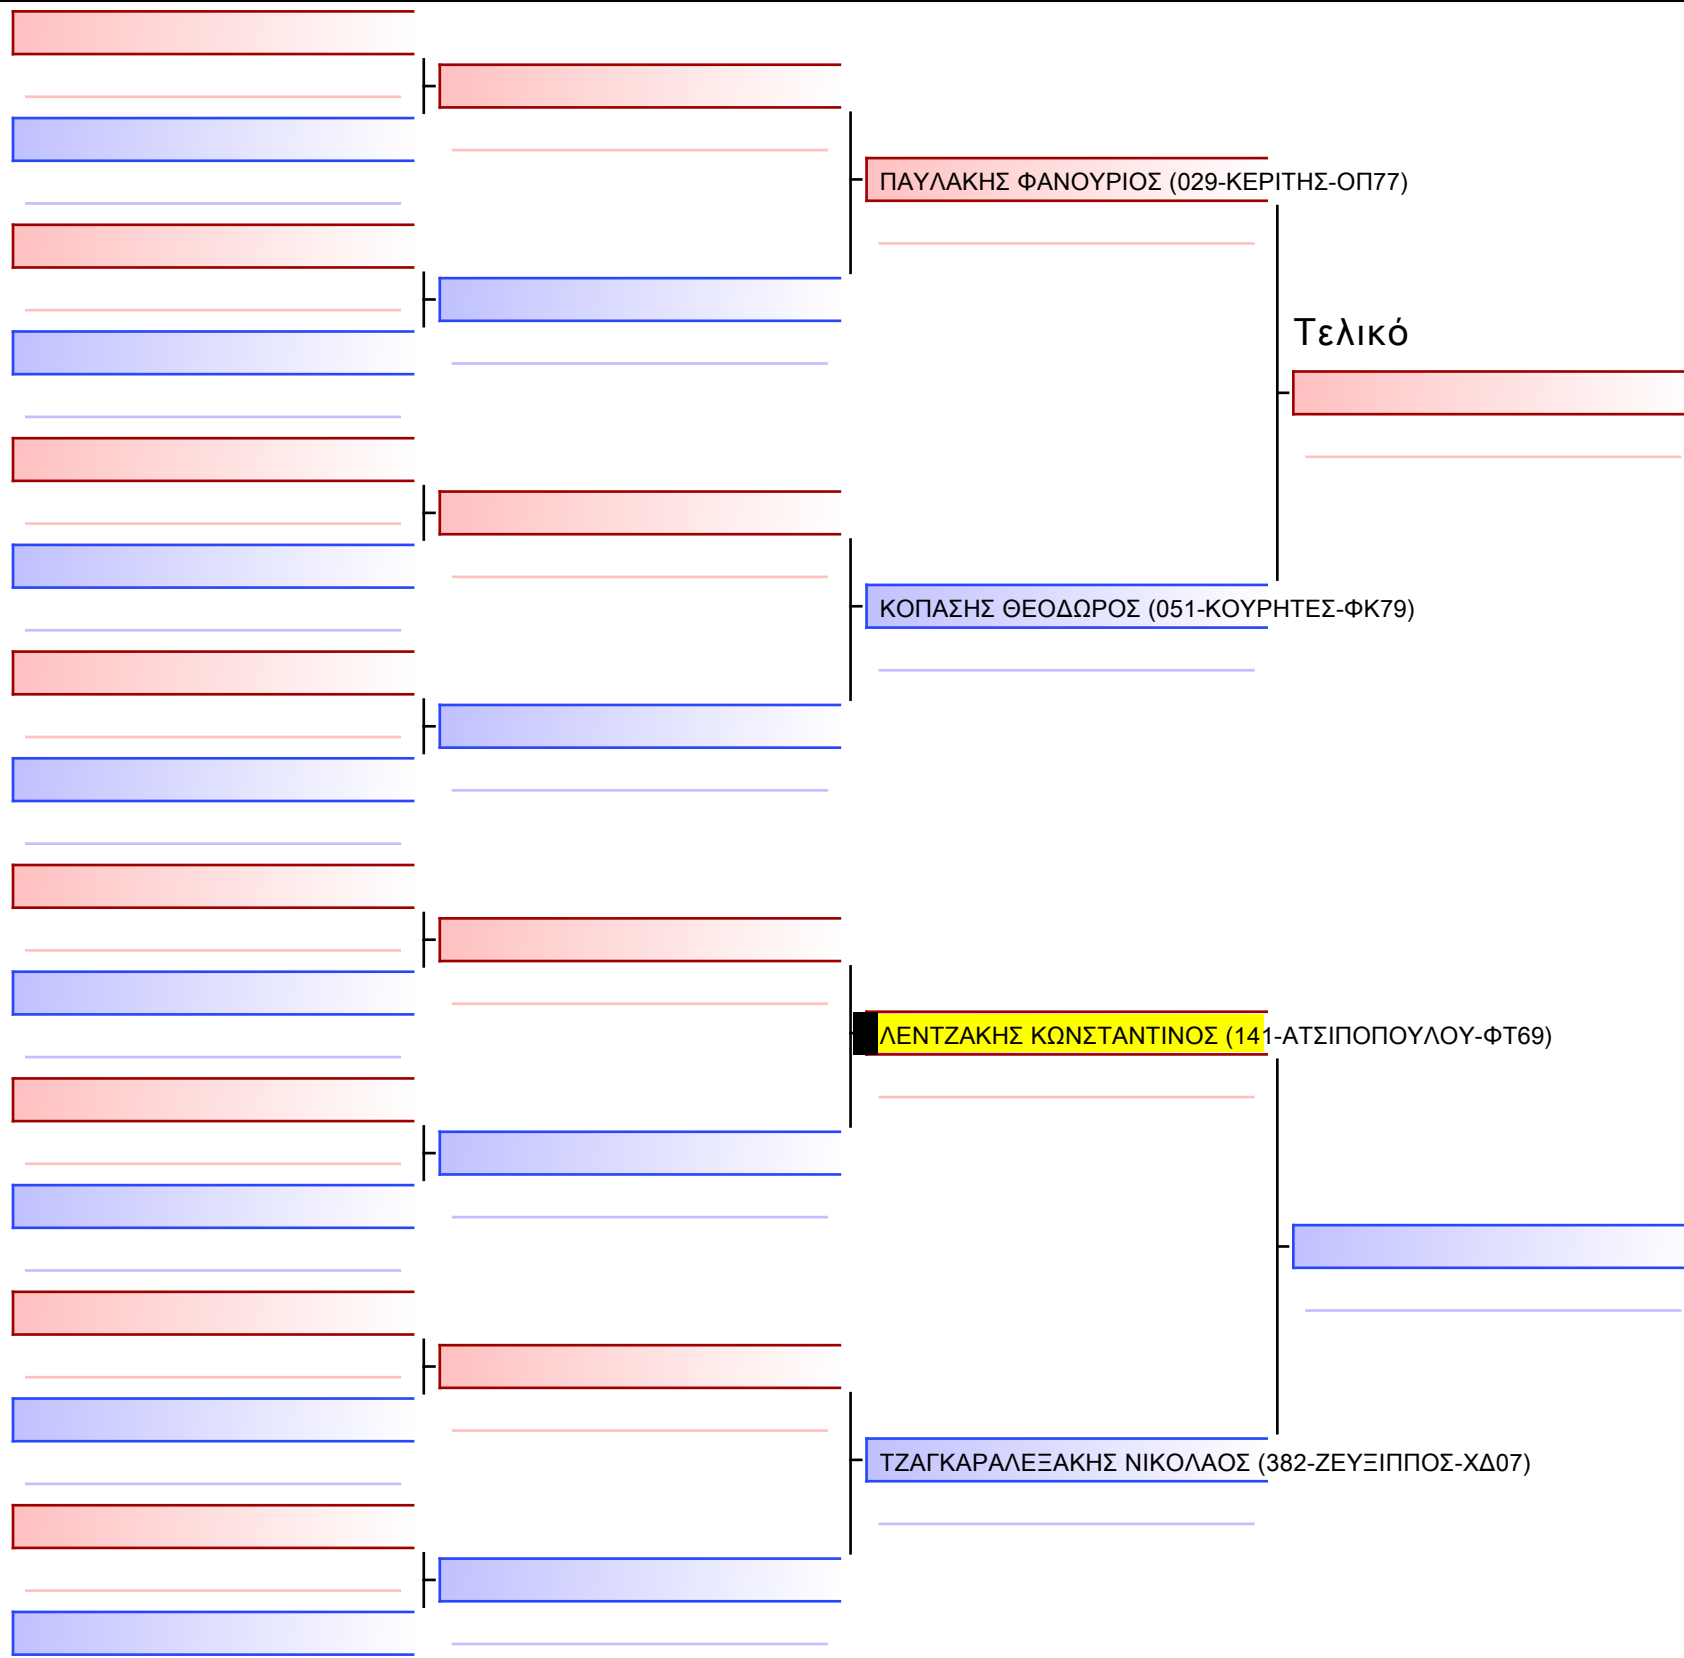 ΠΑΥΛΑΚΗΣ ΦΑΝΟΥΡΙΟΣ (029-ΚΕΡΙΤΗΣ-ΟΠ77)
Τελικό
ΚΟΠΑΣΗΣ ΘΕΟΔΩΡΟΣ (051-ΚΟΥΡΗΤΕΣ-ΦΚ79)
ΛΕΝΤΖΑΚΗΣ ΚΩΝΣΤΑΝΤΙΝΟΣ (141-ΑΤΣΙΠΟΠΟΥΛΟΥ-ΦΤ69)
ΤΖΑΓΚΑΡΑΛΕΞΑΚΗΣ ΝΙΚΟΛΑΟΣ (382-ΖΕΥΞΙΠΠΟΣ-ΧΔ07)